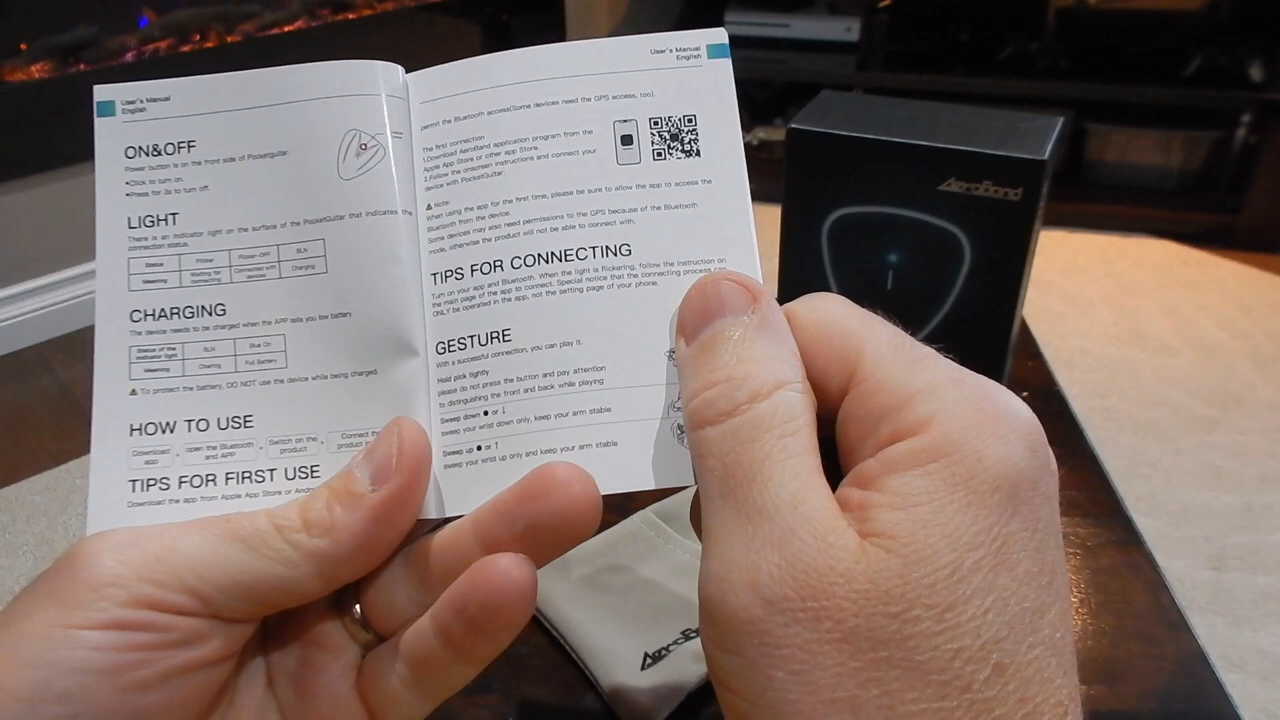 User's Manual
English
ON&OFF
Power button is on the front side of Pocketguitar.
•Click to turn on.
•Press for 3s to turn off.
LIGHT
There is an indicator light on the surface of the PocketGuitar that indicates the
connection status.
Status Flicker Flicker-OFF BLN
Meaning Waiting for connecting Connected with devices Charging
CHARGING
The device needs to be charged when the APP tells you low battery.
Status of the indicator light BLN Blue On
Meaning Charing Full Battery
To protect the battery, DO NOT use the device while being charged.
HOW TO USE
Download app open the Bluetooth and APP Switch on the product Connect the product
TIPS FOR FIRST USE
Download the app from Apple App Store or
User's Manual
English
permit the Bluetooth access(Some devices need the GPS access, too).
The first connection
1.Download AeroBand application program from the
Apple App Store or other app Store.
2.Follow the onscreen instructions and connect your
device with PocketGuitar.
Note:
When using the app for the first time, please be sure to allow the app to access the
Bluetooth from the device.
Some devices may also need permissions to the GPS because of the Bluetooth
mode, otherwise the product will not be able to connect with.
TIPS FOR CONNECTING
Turn on your app and Bluetooth. When the light is flickering, follow the instruction on
the main page of the app to connect. Special notice that the connecting process can
ONLY be operated in the app, not the setting page of your phone.
GESTURE
With a successful connection, you can play it.
Hold pick tightly
please do not press the button and pay attention
to distinguishing the front and back while playing
Sweep down ● or ↓
sweep your wrist down only, keep your arm stable
Sweep up ● or ↑
sweep your wrist up only and keep your arm stable
AeroBand